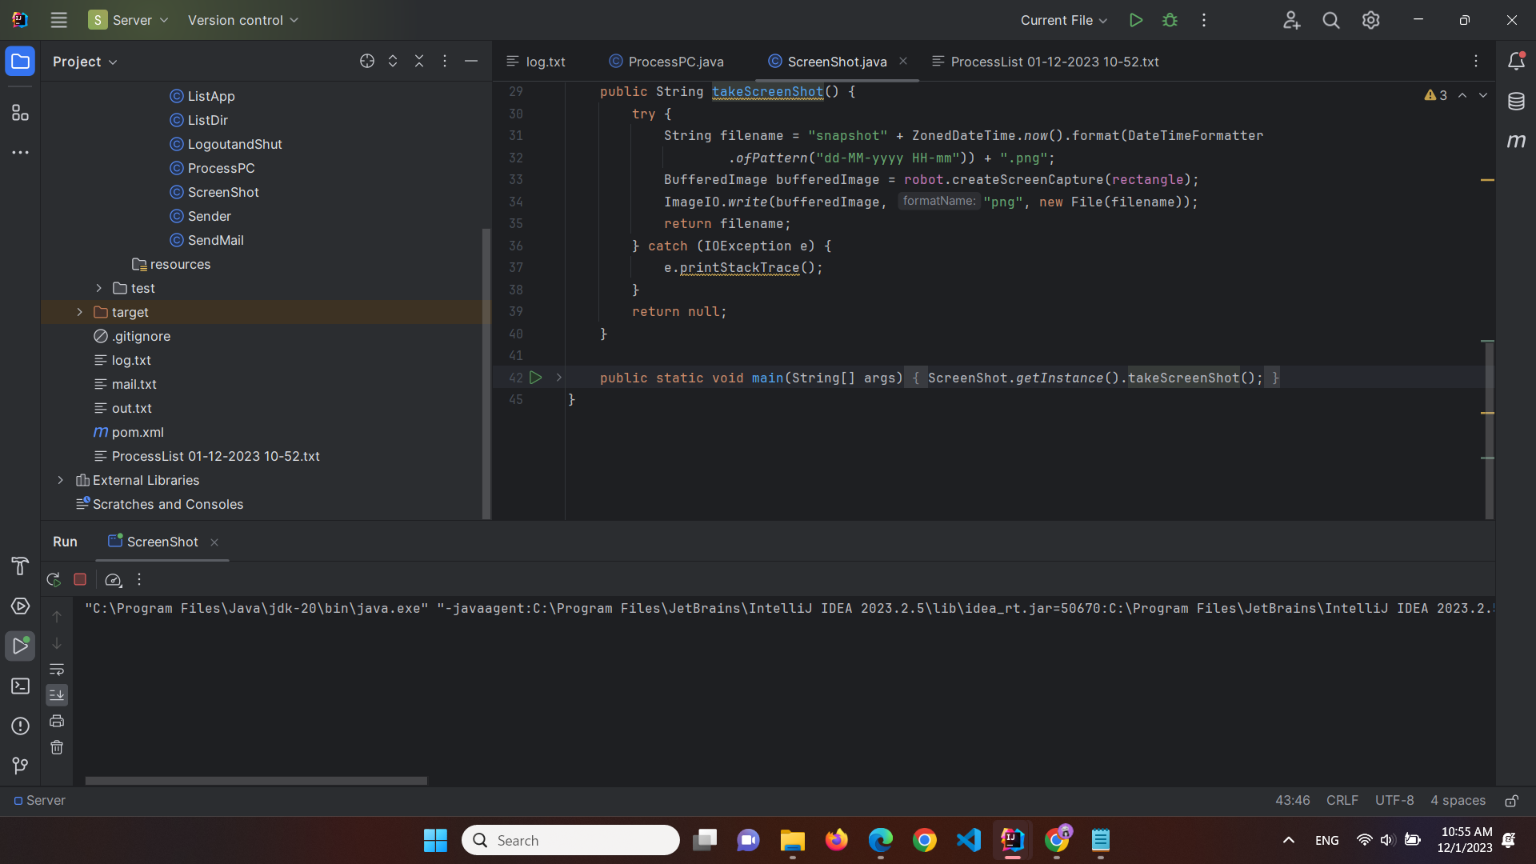 S Server
Version control
Current File
Project
ListApp
ListDir
LogoutandShut
ProcessPC
ScreenShot
Sender
SendMail
resources
test
target
.gitignore
log.txt
mail.txt
out.txt
pom.xml
ProcessList 01-12-2023 10-52.txt
External Libraries
Scratches and Consoles
log.txt
ProcessPC.java
ScreenShot.java
ProcessList 01-12-2023 10-52.txt
3
29 public String takeScreenShot() {
30 try {
31 String filename = "snapshot" + ZonedDateTime.now().format(DateTimeFormatter
32 .ofPattern("dd-MM-yyyy HH-mm")) + ".png";
33 BufferedImage bufferedImage = robot.createScreenCapture(rectangle);
34 ImageIO.write(bufferedImage, formatName: "png", new File(filename));
35 return filename;
36 } catch (IOException e) {
37 e.printStackTrace();
38 }
39 return null;
40 }
41
42 public static void main(String[] args) { ScreenShot.getInstance().takeScreenShot(); }
45 }
Run
ScreenShot
"C:\Program Files\Java\jdk-20\bin\java.exe" "-javaagent:C:\Program Files\JetBrains\IntelliJ IDEA 2023.2.5\lib\idea_rt.jar=50670:C:\Program Files\JetBrains\IntelliJ IDEA 2023.2.
Server
43:46
CRLF
UTF-8
4 spaces
Search
ENG
10:55 AM
12/1/2023